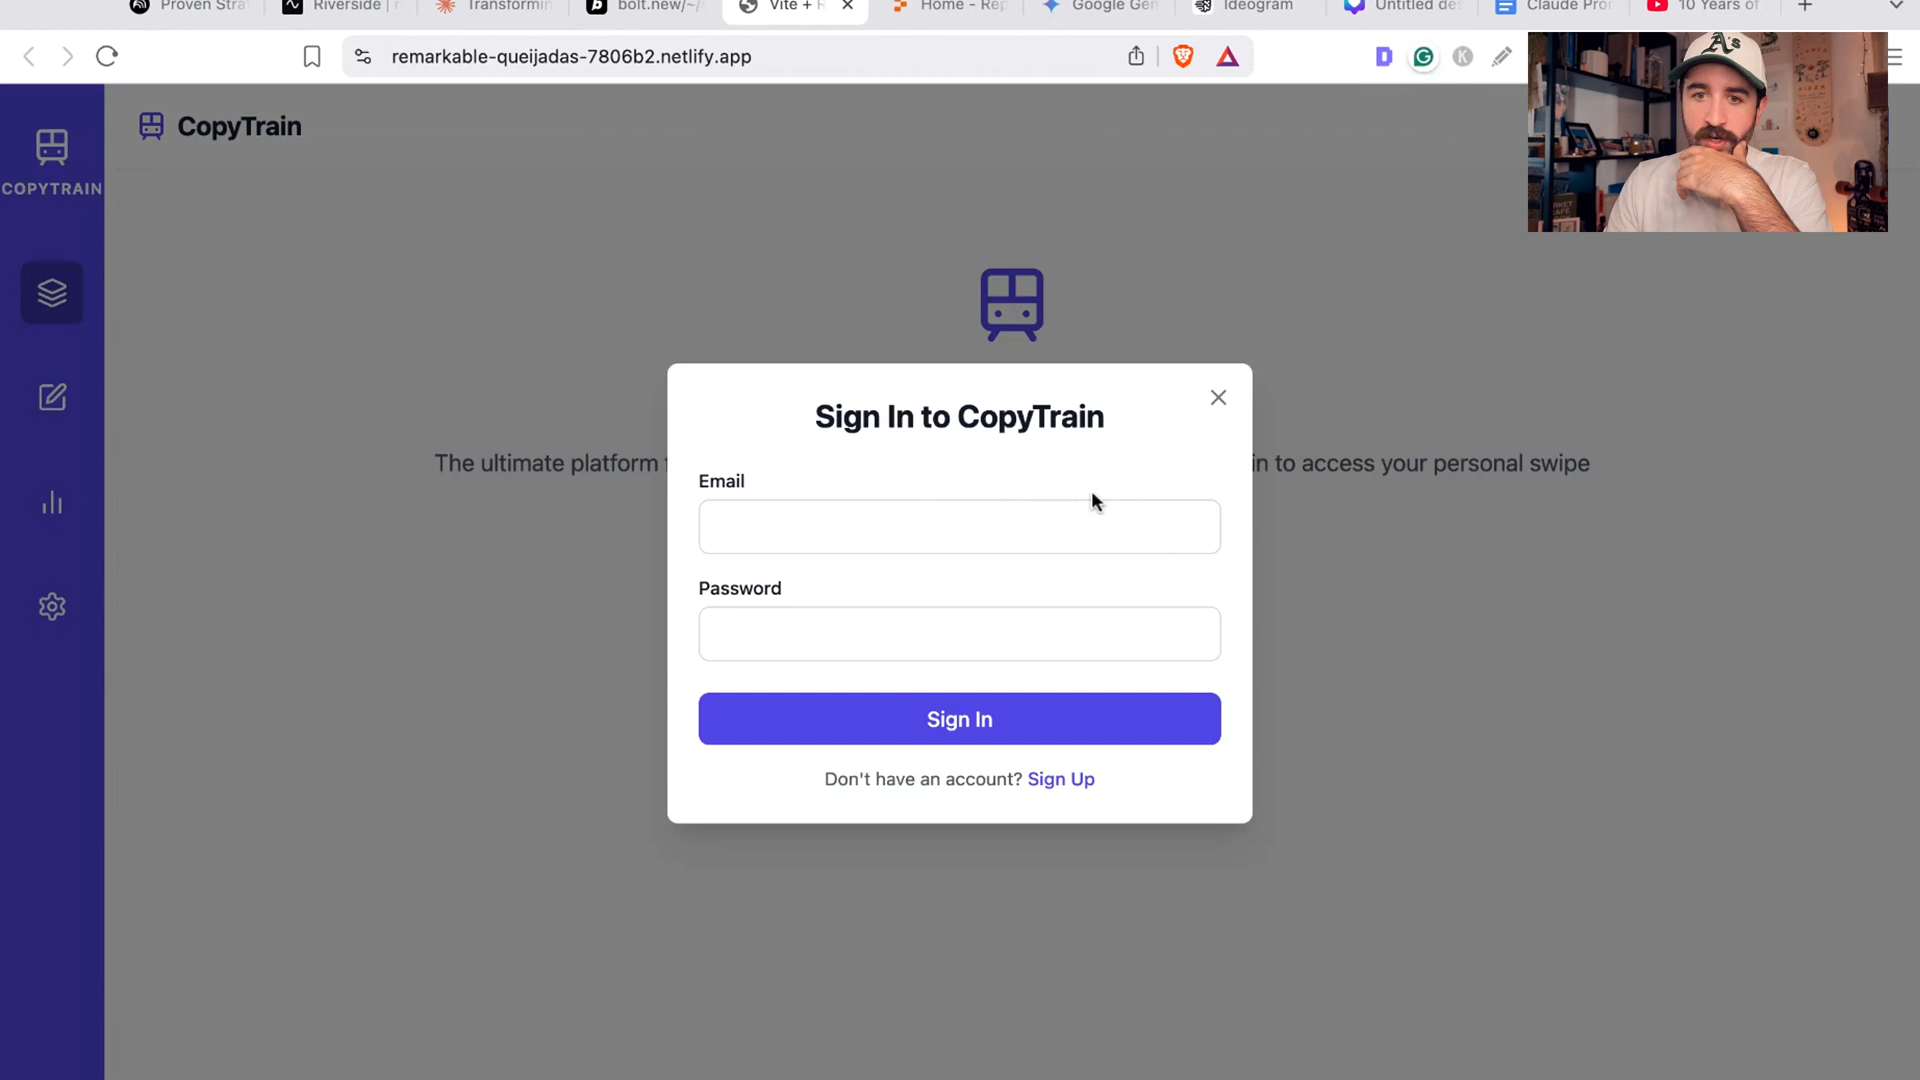 Proven Stra
Riverside | r
Transformin
bolt.new/~/
Vite + R
Home - Rep
Google Gen
Ideogram
Untitled des
Claude Pro
10 Years of
remarkable-queijadas-7806b2.netlify.app
COPYTRAIN
CopyTrain
The ultimate platform
in to access your personal swipe
Sign In to CopyTrain
Email
Password
Sign In
Don't have an account? Sign Up
A's